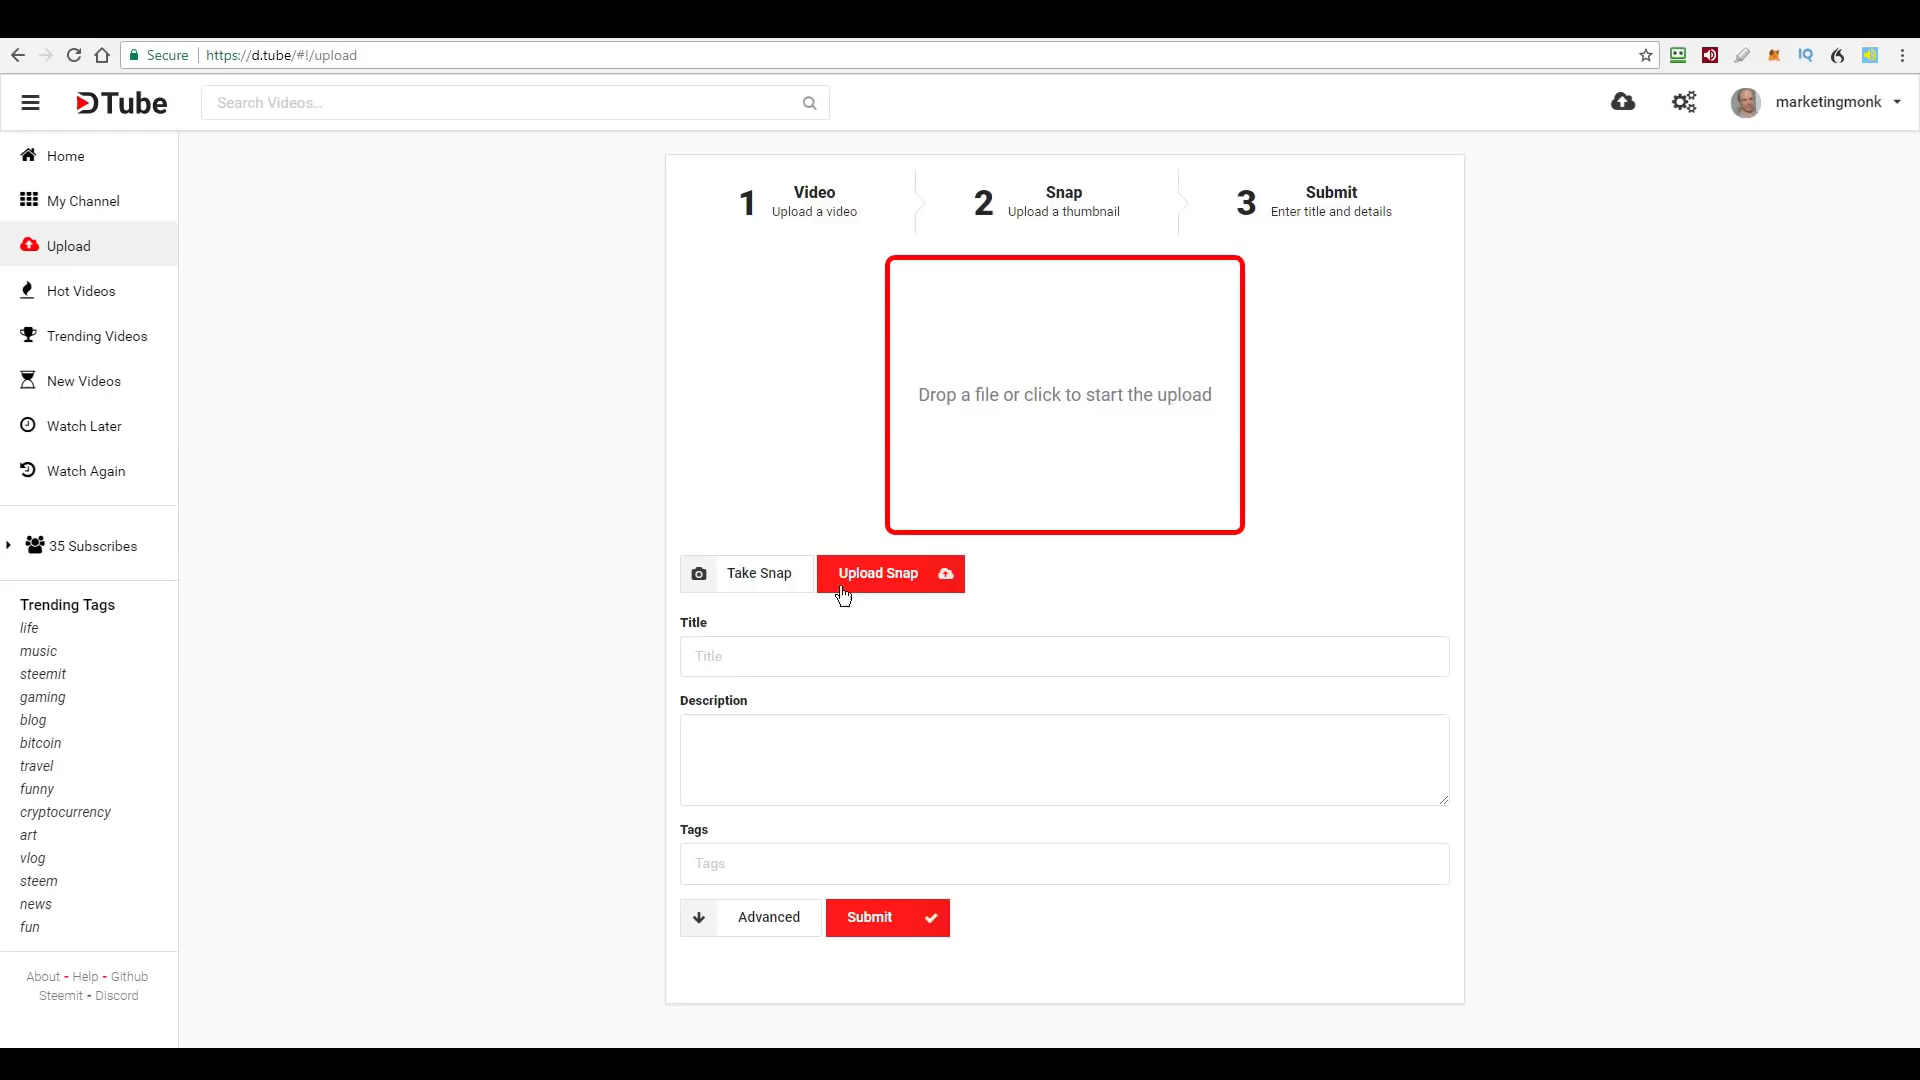 Secure https://d.tube/#!/upload
IQ
DTube
Search Videos...
marketingmonk
Home
My Channel
Upload
Hot Videos
Trending Videos
New Videos
Watch Later
Watch Again
35 Subscribes
Trending Tags
life
music
steemit
gaming
blog
bitcoin
travel
funny
cryptocurrency
art
vlog
steem
news
fun
About - Help - Github
Steemit - Discord
1 Video
Upload a video
2 Snap
Upload a thumbnail
3 Submit
Enter title and details
Drop a file or click to start the upload
Take Snap
Upload Snap
Title
Title
Description
Tags
Tags
Advanced
Submit